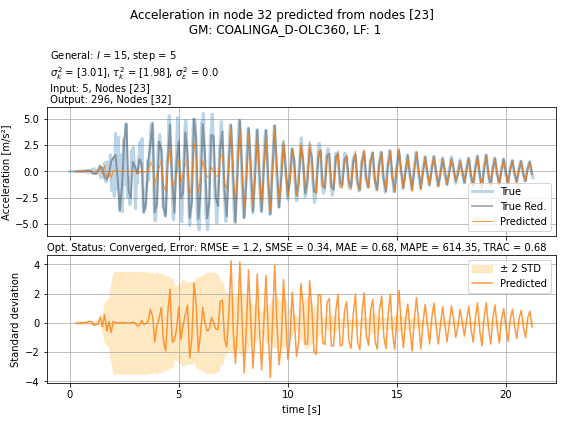 Acceleration in node 32 predicted from nodes [23]
GM: COALINGA_D-OLC360, LF: 1
General: l = 15, step = 5
σ²ₖ = [3.01], τ²ₖ = [1.98], σ²ε = 0.0
Input: 5, Nodes [23]
Output: 296, Nodes [32]
Acceleration [m/s²]
5.0
2.5
0.0
−2.5
−5.0
True
True Red.
Predicted
Opt. Status: Converged, Error: RMSE = 1.2, SMSE = 0.34, MAE = 0.68, MAPE = 614.35, TRAC = 0.68
Standard deviation
4
2
0
−2
−4
± 2 STD
Predicted
0
5
10
15
20
time [s]